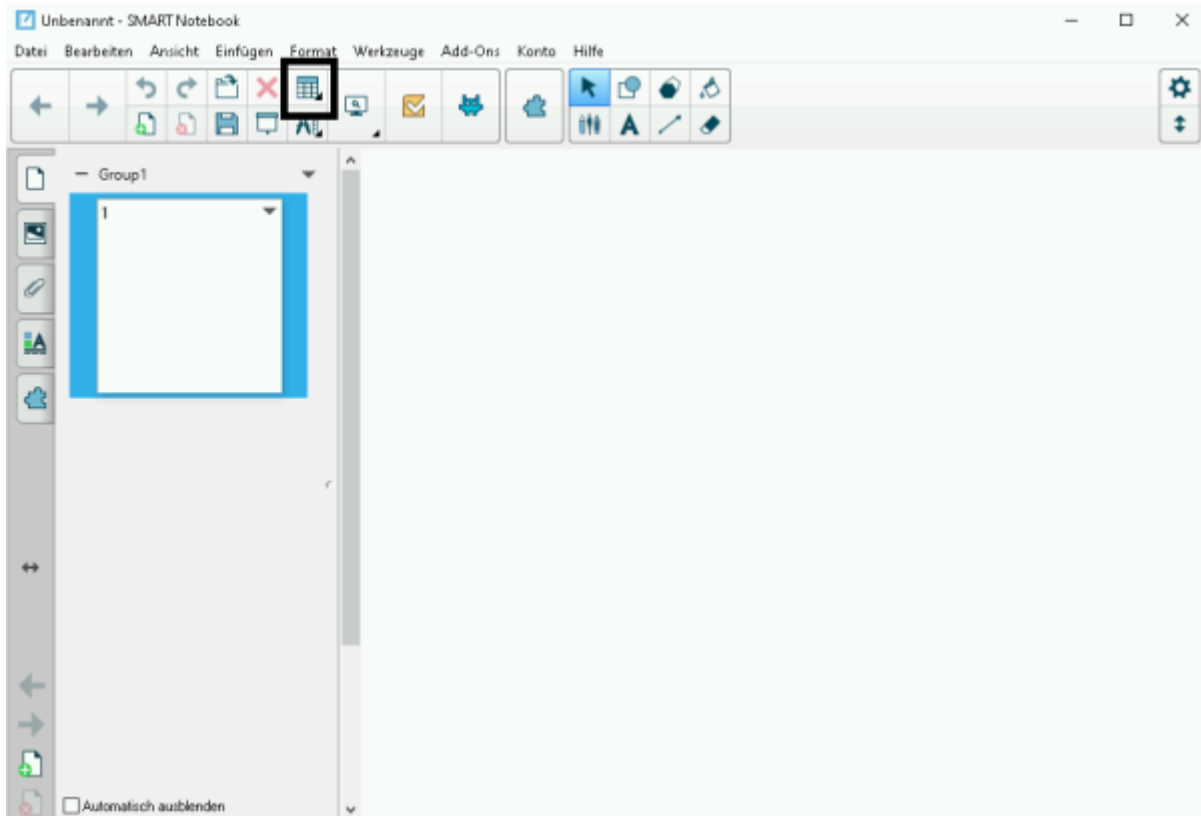 Unbenannt - SMART Notebook
Datei Bearbeiten Ansicht Einfügen Format Werkzeuge Add-Ons Konto Hilfe
Group1
1
Automatisch ausblenden